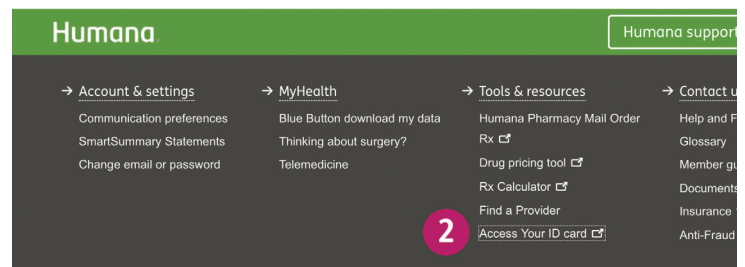 Humana
Humana support
→ Account & settings
Communication preferences
SmartSummary Statements
Change email or password
→ MyHealth
Blue Button download my data
Thinking about surgery?
Telemedicine
→ Tools & resources
Humana Pharmacy Mail Order
Rx
Drug pricing tool
Rx Calculator
Find a Provider
2
Access Your ID card
→ Contact
Help and
Glossary
Member
Documents
Insurance
Anti-Fraud